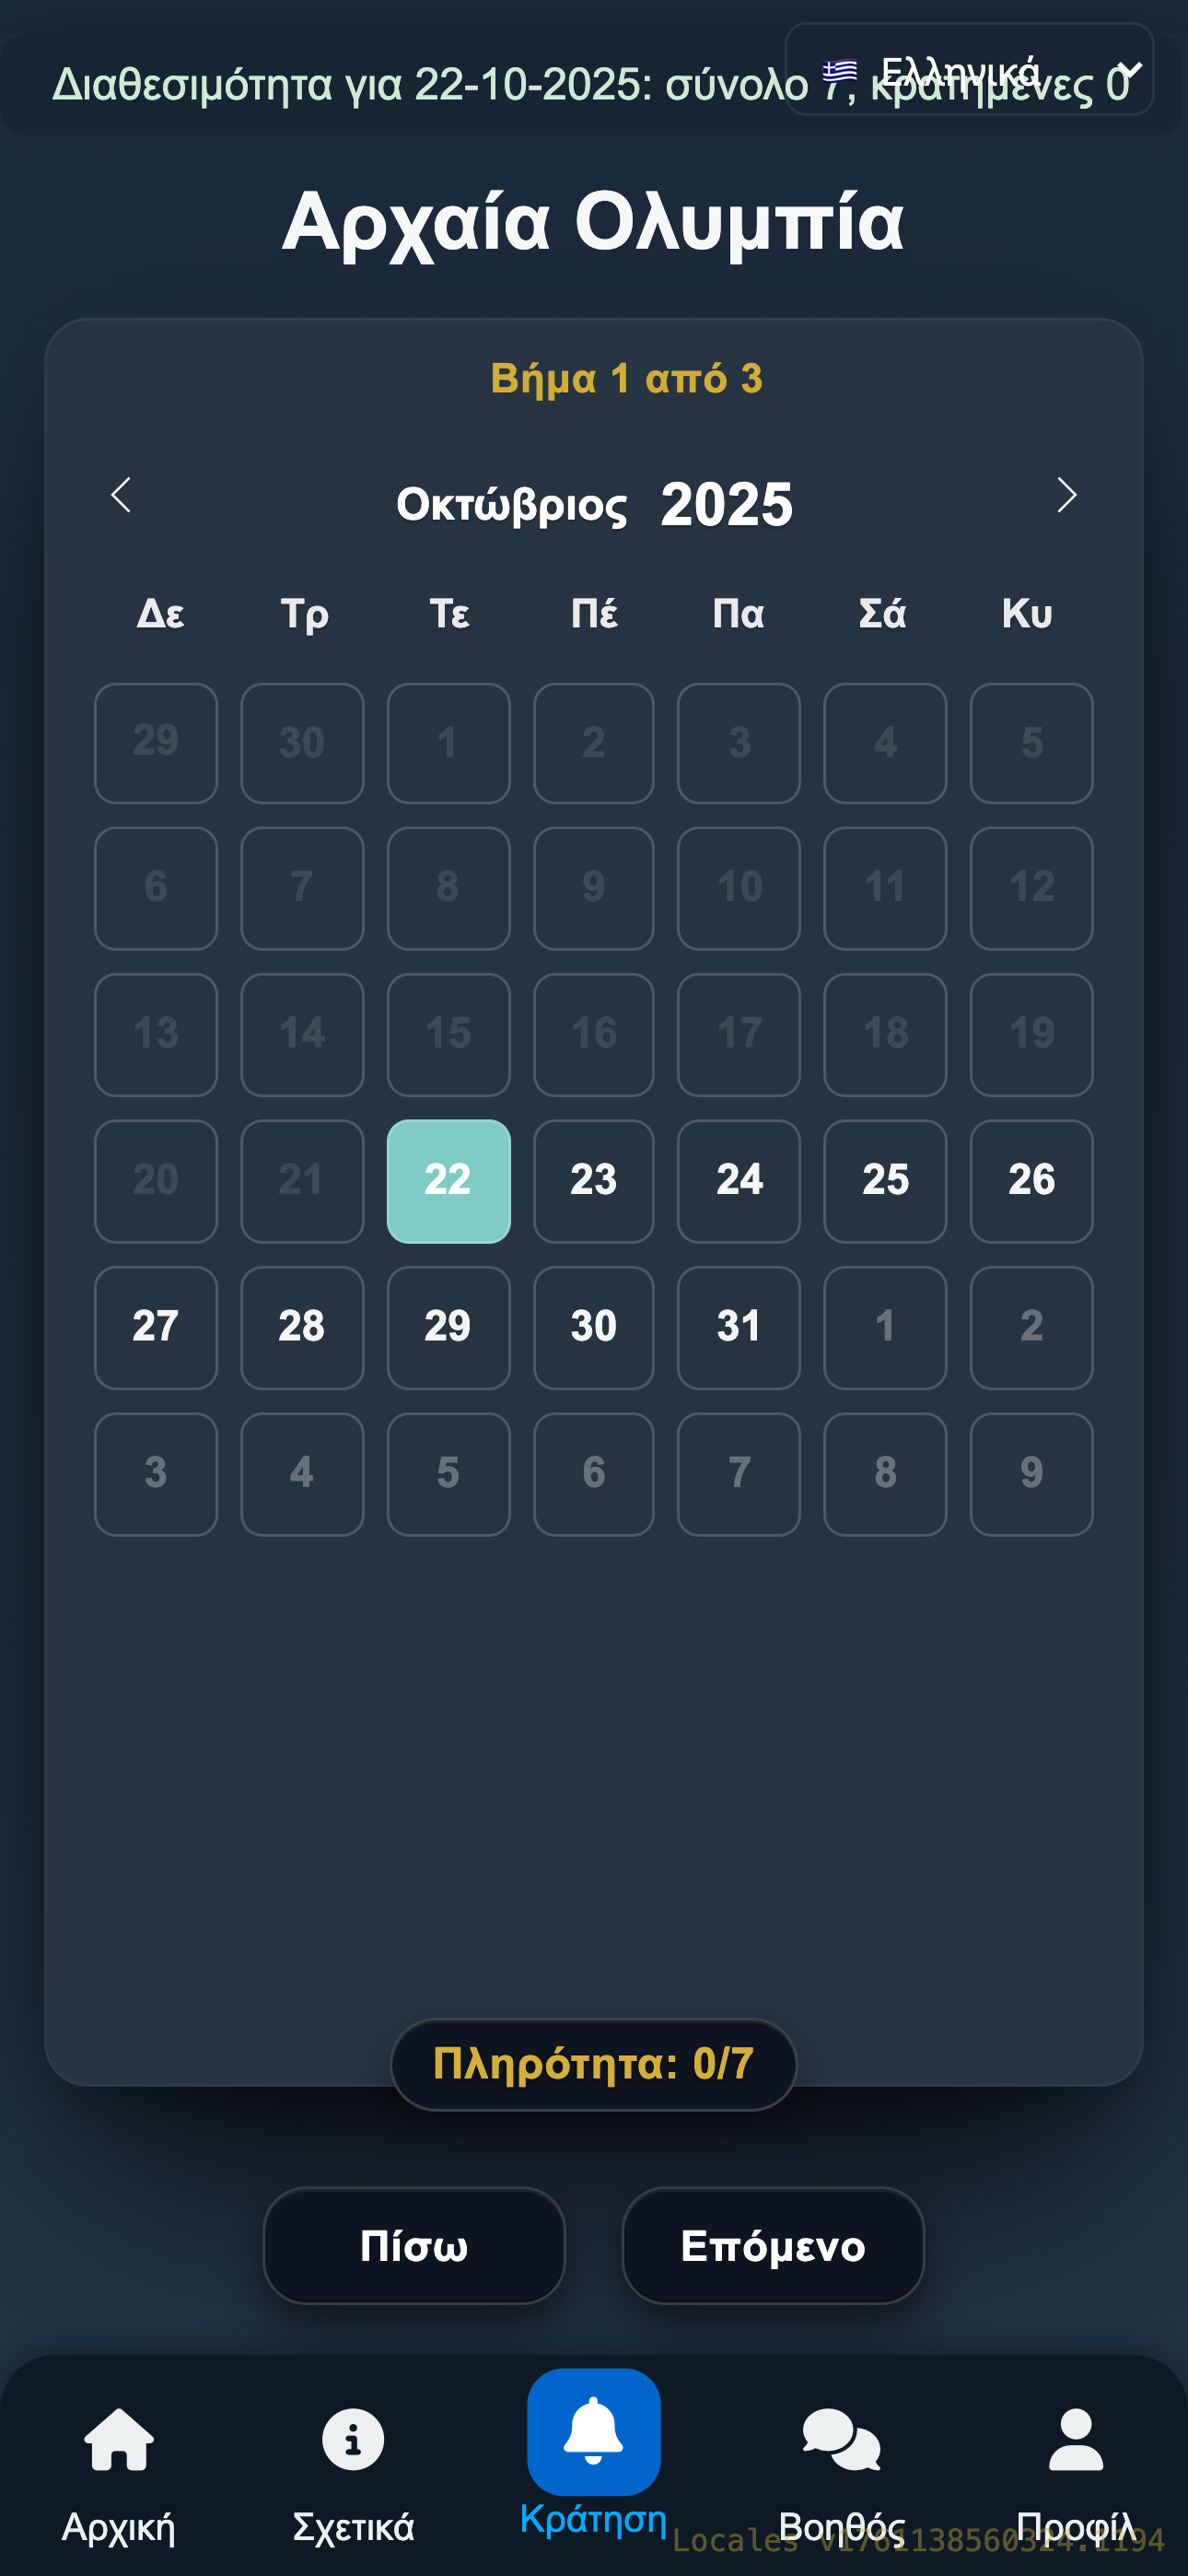 Διαθεσιμότητα για 22-10-2025: σύνολο 7, κρατημένες 0
Ελληνικά
Αρχαία Ολυμπία
Βήμα 1 από 3
Οκτώβριος 2025
Δε Τρ Τε Πέ Πα Σά Κυ
29 30 1 2 3 4 5
6 7 8 9 10 11 12
13 14 15 16 17 18 19
20 21 22 23 24 25 26
27 28 29 30 31 1 2
3 4 5 6 7 8 9
Πληρότητα: 0/7
Πίσω Επόμενο
Αρχική Σχετικά Κράτηση Βοηθός Προφίλ
Locales v1761138560324.1194